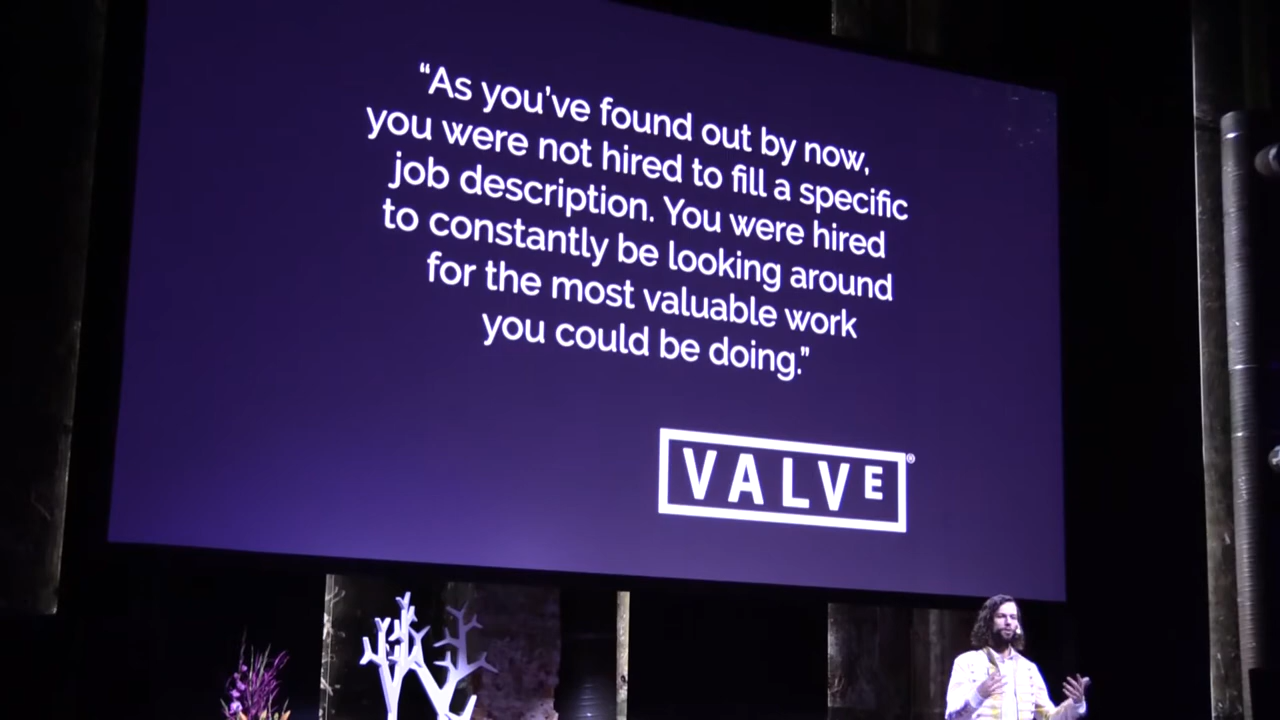 “As you’ve found out by now,
you were not hired to fill a specific
job description. You were hired
to constantly be looking around
for the most valuable work
you could be doing.”
VALVE®